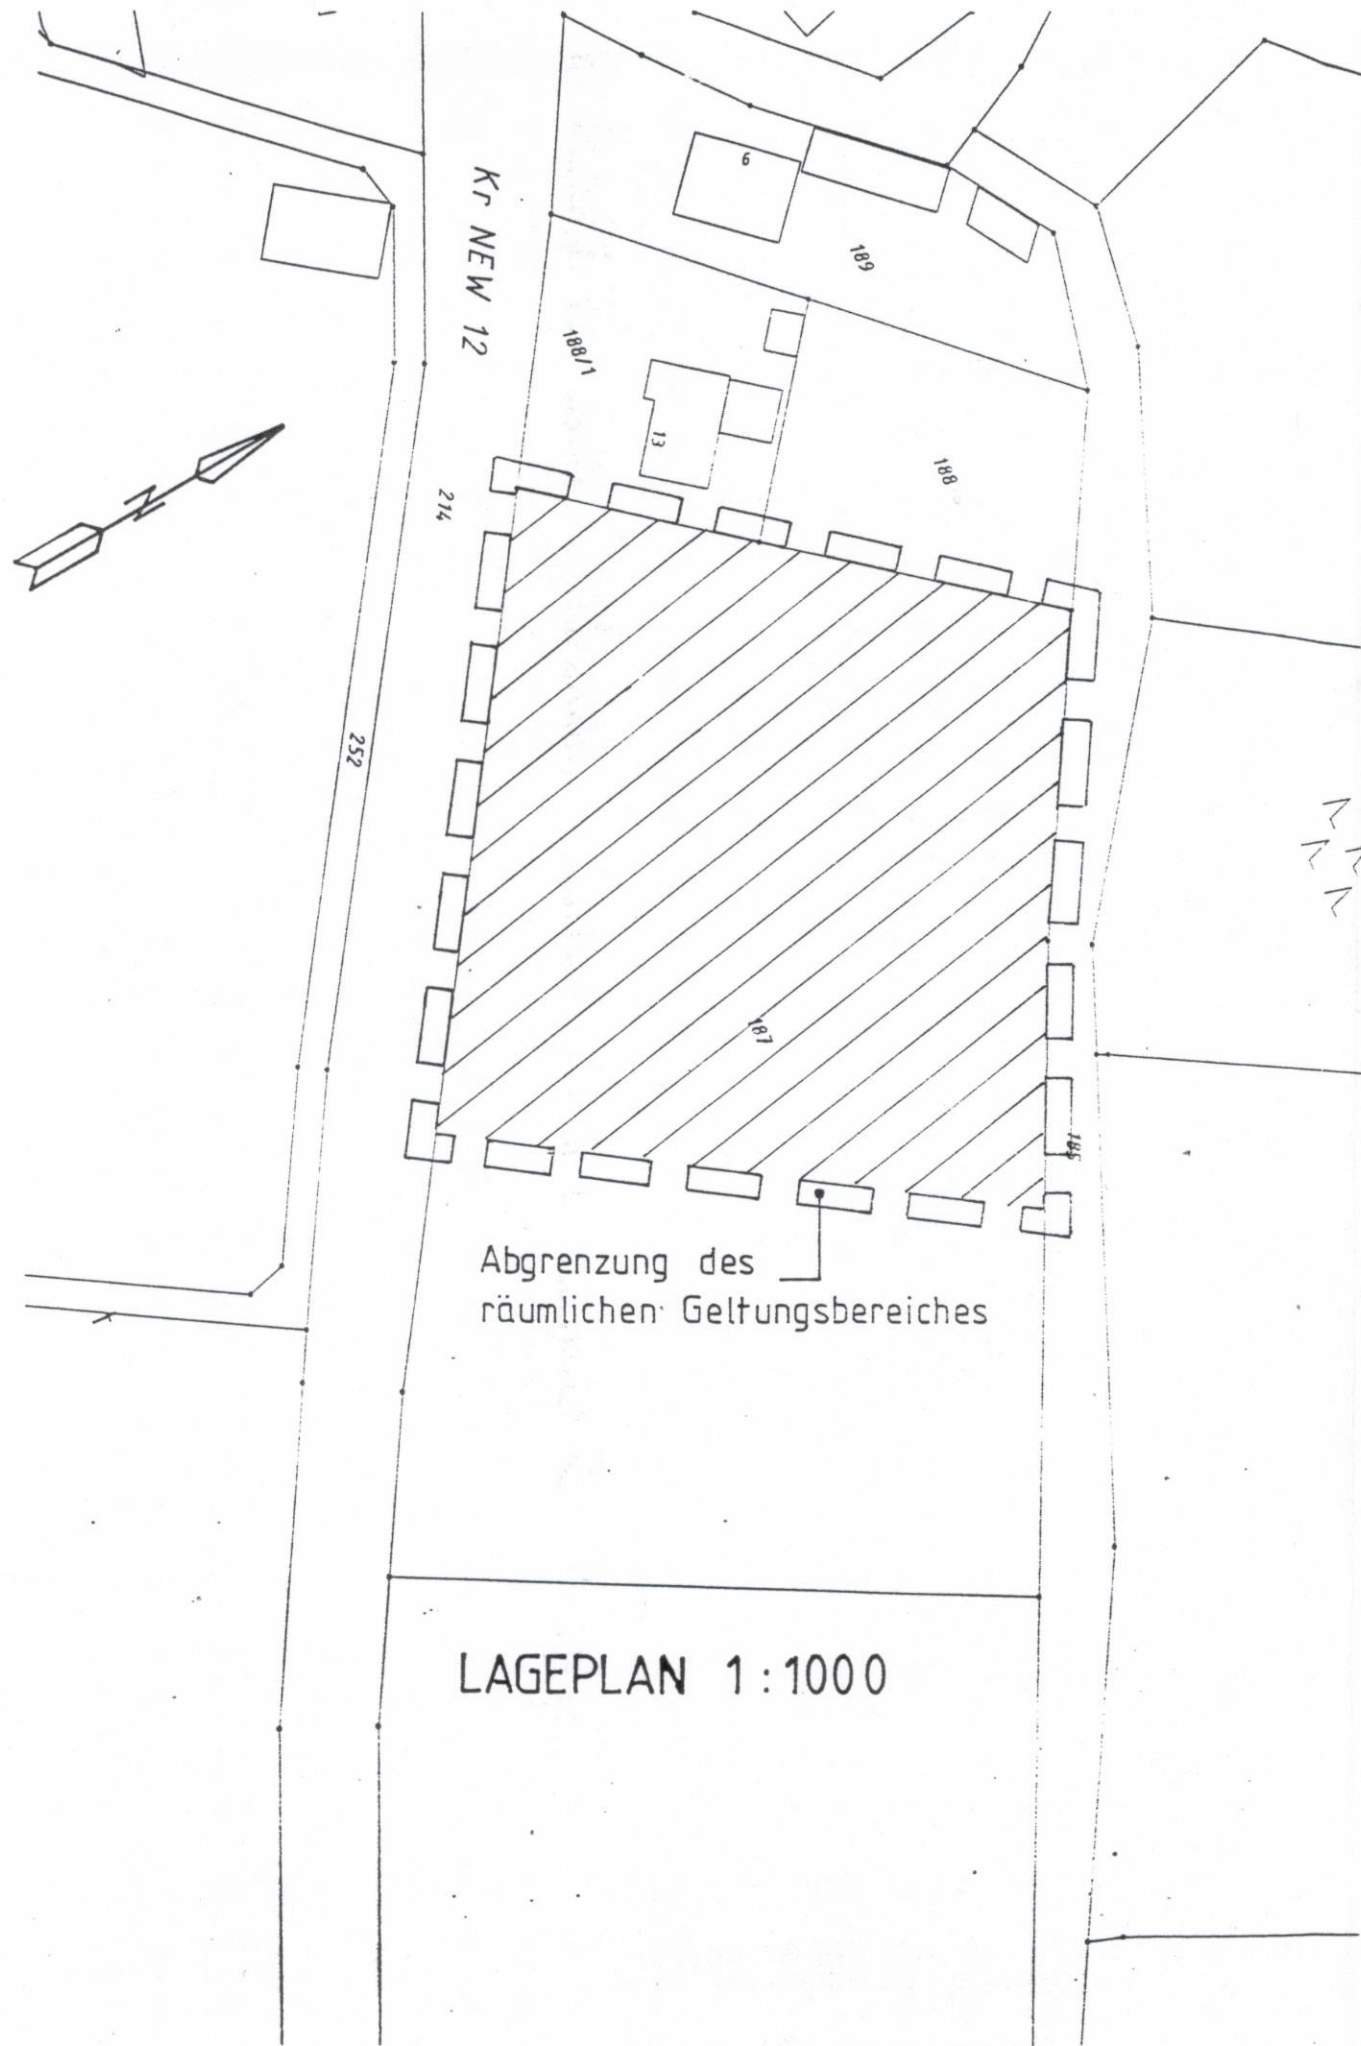 6
Kr NEW 12
189
188/1
13
188
214
N
252
187
185
Abgrenzung des
räumlichen Geltungsbereiches
LAGEPLAN 1:1000